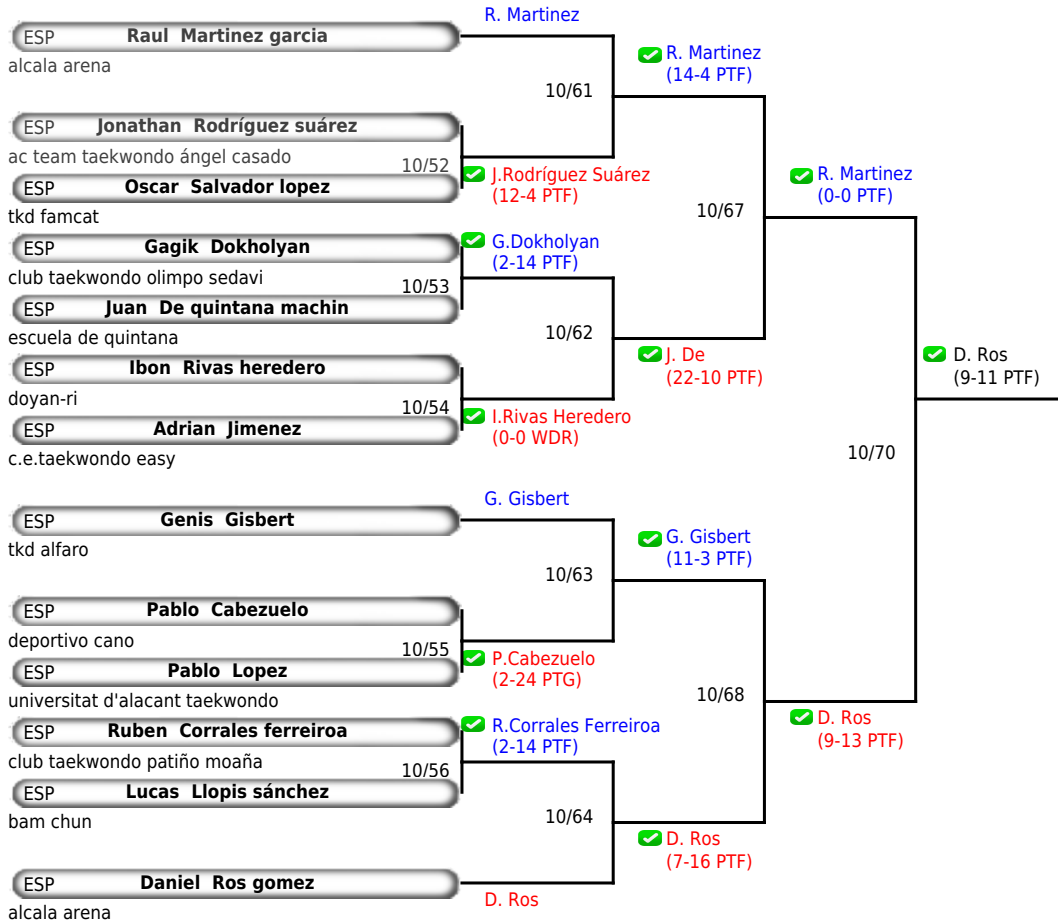 R. Martinez
ESP Raul Martinez garcia
alcala arena
R. Martinez
(14-4 PTF)
10/61
ESP Jonathan Rodríguez suárez
ac team taekwondo ángel casado
10/52
J.Rodríguez Suárez
(12-4 PTF)
ESP Oscar Salvador lopez
tkd famcat
R. Martinez
(0-0 PTF)
10/67
ESP Gagik Dokholyan
club taekwondo olimpo sedavi
G.Dokholyan
(2-14 PTF)
10/53
ESP Juan De quintana machin
escuela de quintana
10/62
ESP Ibon Rivas heredero
doyan-ri
J. De
(22-10 PTF)
10/54
I.Rivas Heredero
(0-0 WDR)
ESP Adrian Jimenez
c.e.taekwondo easy
D. Ros
(9-11 PTF)
10/70
G. Gisbert
ESP Genis Gisbert
tkd alfaro
G. Gisbert
(11-3 PTF)
10/63
ESP Pablo Cabezuelo
deportivo cano
10/55
P.Cabezuelo
(2-24 PTG)
ESP Pablo Lopez
universitat d'alacant taekwondo
10/68
D. Ros
(9-13 PTF)
ESP Ruben Corrales ferreiroa
club taekwondo patiño moaña
R.Corrales Ferreiroa
(2-14 PTF)
10/56
ESP Lucas Llopis sánchez
bam chun
10/64
D. Ros
(7-16 PTF)
ESP Daniel Ros gomez
alcala arena
D. Ros